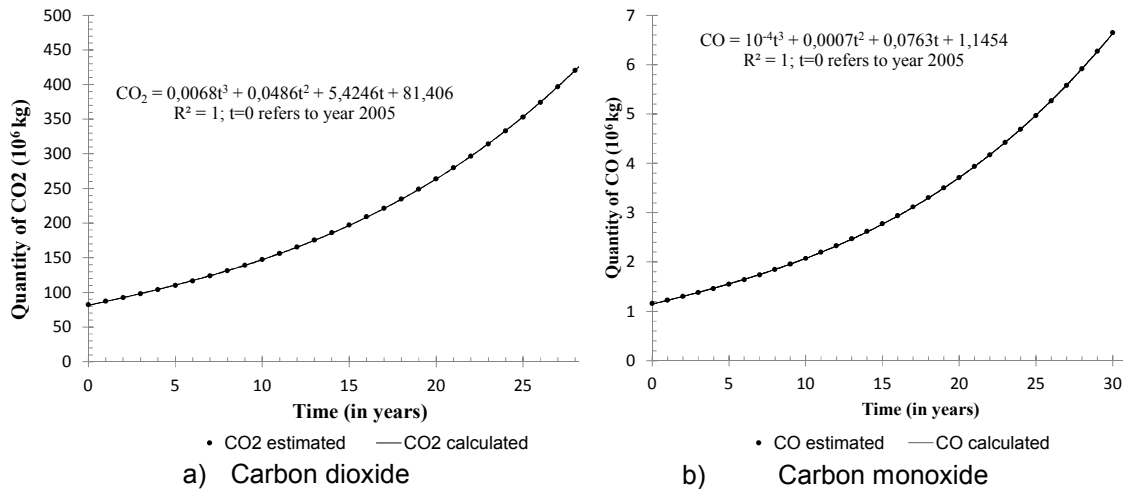 500
450
400
350
300
250
200
150
100
50
0
Quantity of CO2 (10⁶ kg)
CO₂ = 0,0068t³ + 0,0486t² + 5,4246t + 81,406
R² = 1; t=0 refers to year 2005
0 5 10 15 20 25
Time (in years)
• CO2 estimated — CO2 calculated
a) Carbon dioxide
7
6
5
4
3
2
1
0
Quantity of CO (10⁶ kg)
CO = 10⁻⁴t³ + 0,0007t² + 0,0763t + 1,1454
R² = 1; t=0 refers to year 2005
0 5 10 15 20 25 30
Time (in years)
• CO estimated — CO calculated
b) Carbon monoxide